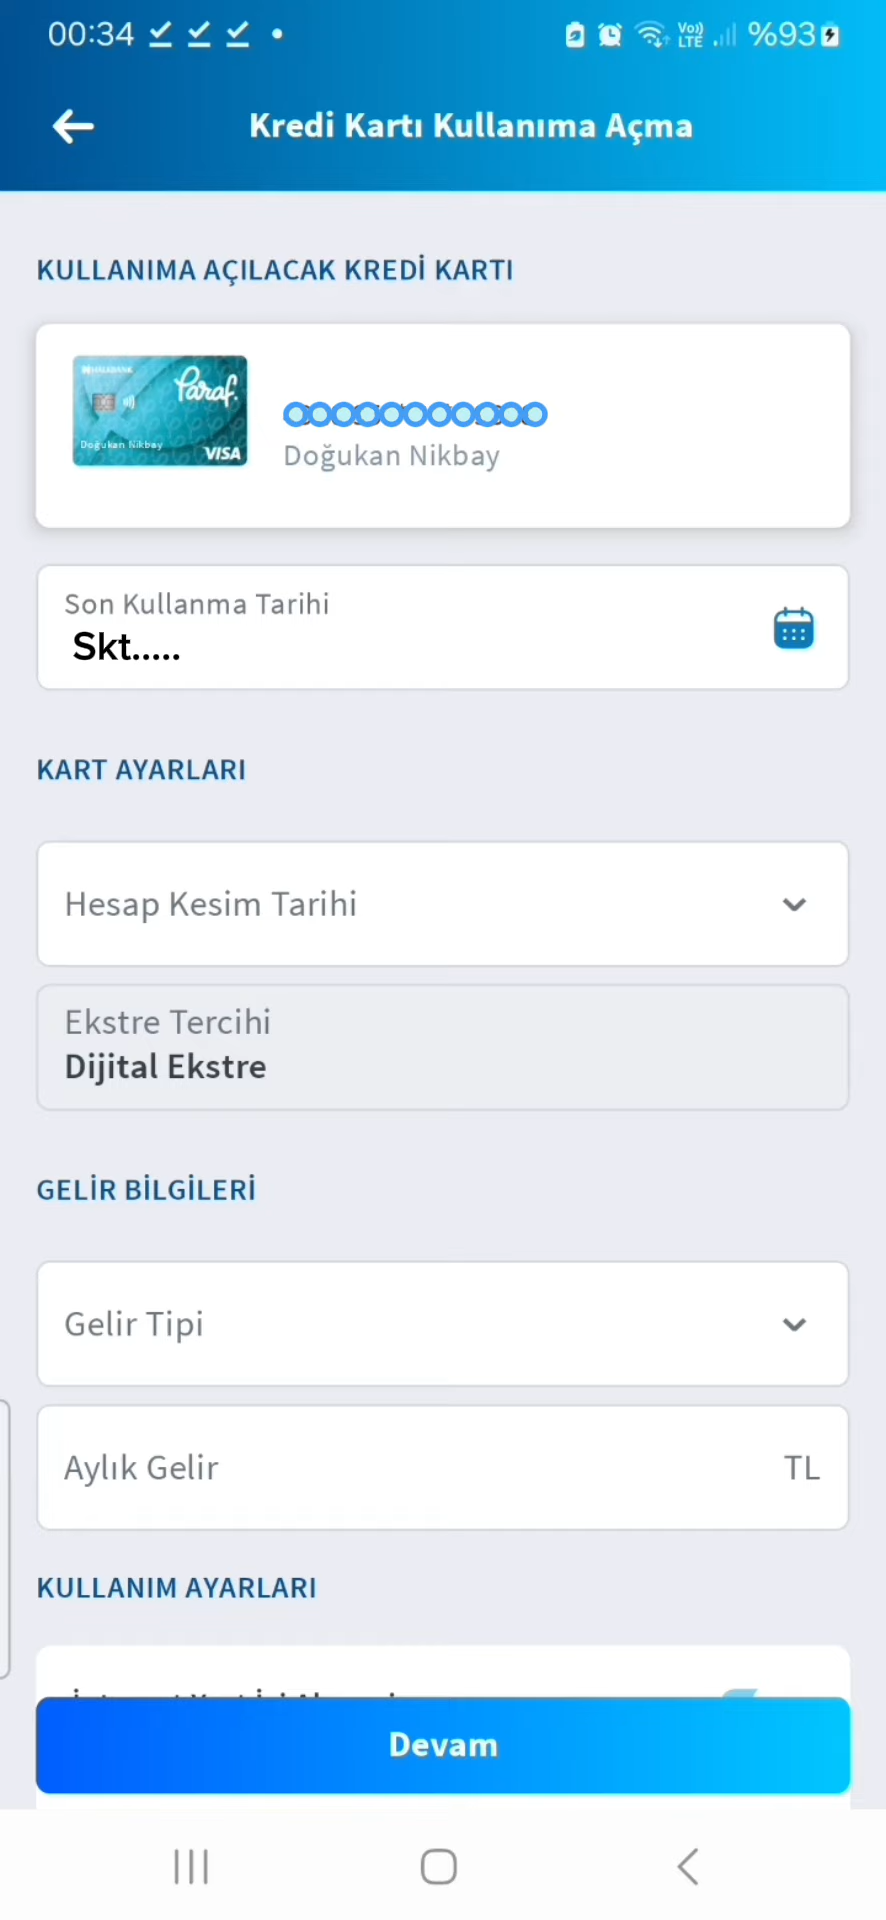 00:34
VoLTE %93
Kredi Kartı Kullanıma Açma
KULLANIMA AÇILACAK KREDİ KARTI
HALKBANK
Paraf.
Doğukan Nikbay
VISA
Doğukan Nikbay
Son Kullanma Tarihi
Skt.....
KART AYARLARI
Hesap Kesim Tarihi
Ekstre Tercihi
Dijital Ekstre
GELİR BİLGİLERİ
Gelir Tipi
Aylık Gelir
TL
KULLANIM AYARLARI
Devam